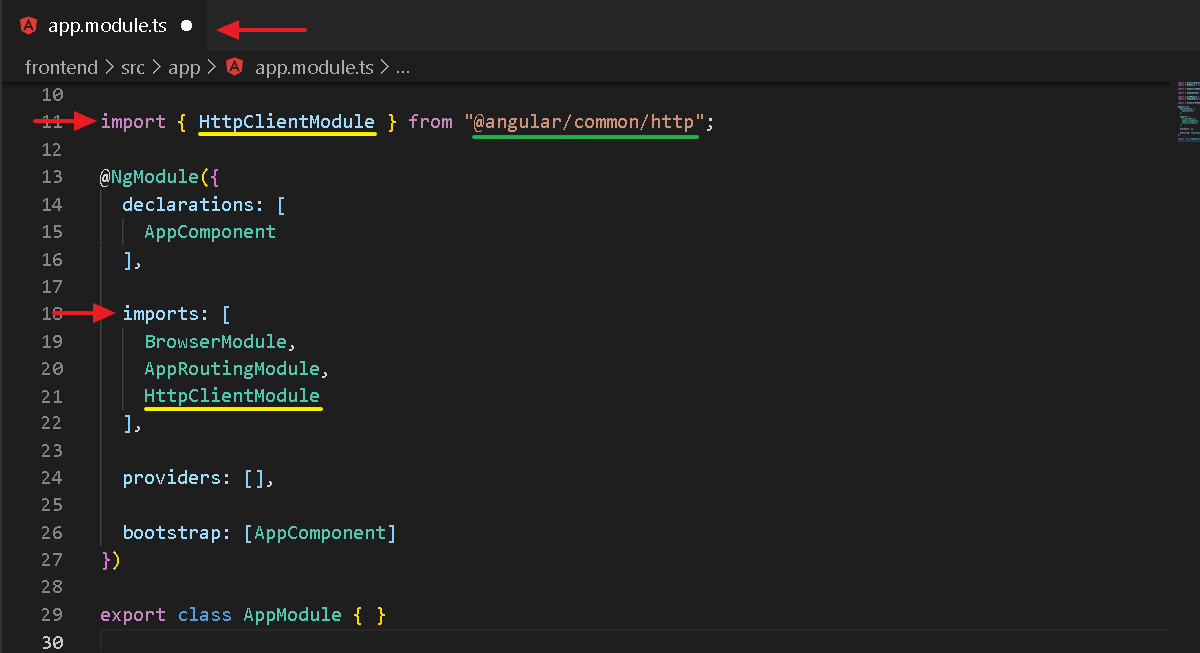 app.module.ts
frontend > src > app > app.module.ts > ...
10
11 import { HttpClientModule } from "@angular/common/http";
12
13 @NgModule({
14 declarations: [
15 AppComponent
16 ],
17
18 imports: [
19 BrowserModule,
20 AppRoutingModule,
21 HttpClientModule
22 ],
23
24 providers: [],
25
26 bootstrap: [AppComponent]
27 })
28
29 export class AppModule { }
30